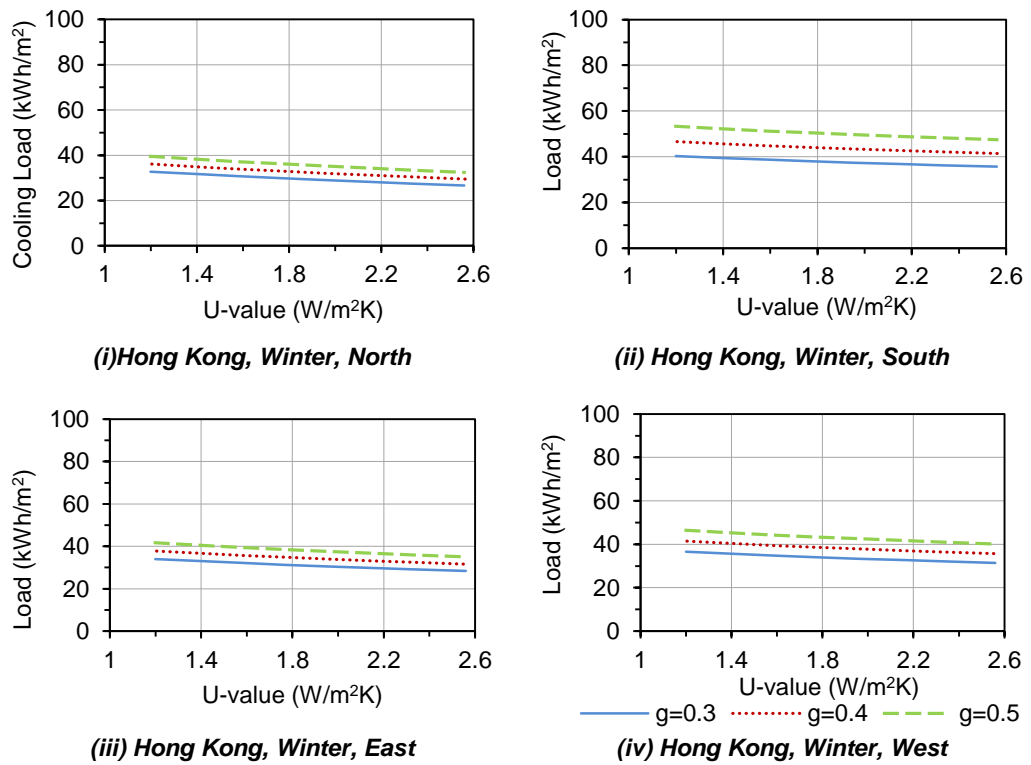 100
80
60
40
20
0
Cooling Load (kWh/m²)
1 1.4 1.8 2.2 2.6
U-value (W/m²K)
(i)Hong Kong, Winter, North
100
80
60
40
20
0
Load (kWh/m²)
1 1.4 1.8 2.2 2.6
U-value (W/m²K)
(ii) Hong Kong, Winter, South
100
80
60
40
20
0
Load (kWh/m²)
1 1.4 1.8 2.2 2.6
U-value (W/m²K)
(iii) Hong Kong, Winter, East
100
80
60
40
20
0
Load (kWh/m²)
1 1.4 1.8 2.2 2.6
U-value (W/m²K)
g=0.3 g=0.4 g=0.5
(iv) Hong Kong, Winter, West